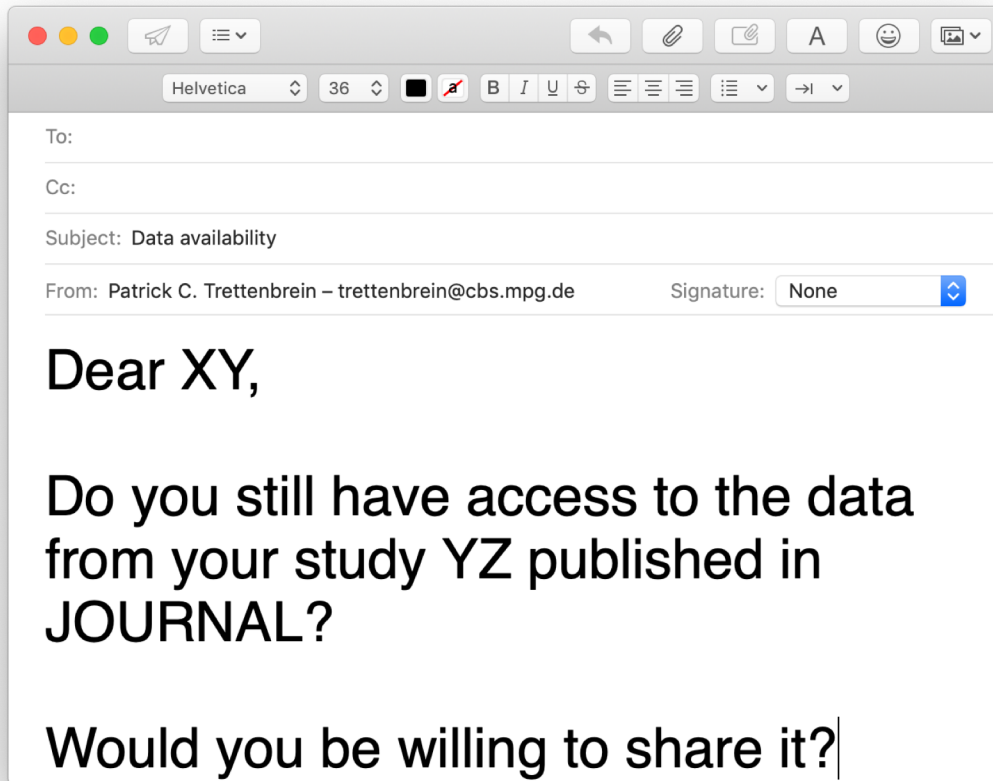 Helvetica 36 a B I U S
To:
Cc:
Subject: Data availability
From: Patrick C. Trettenbrein – trettenbrein@cbs.mpg.de Signature: None
Dear XY,
Do you still have access to the data
from your study YZ published in
JOURNAL?
Would you be willing to share it?